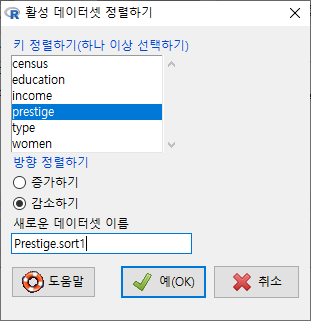 활성 데이터셋 정렬하기
키 정렬하기(하나 이상 선택하기)
census
education
income
prestige
type
women
방향 정렬하기
증가하기
감소하기
새로운 데이터셋 이름
Prestige.sort1
도움말
예(OK)
취소